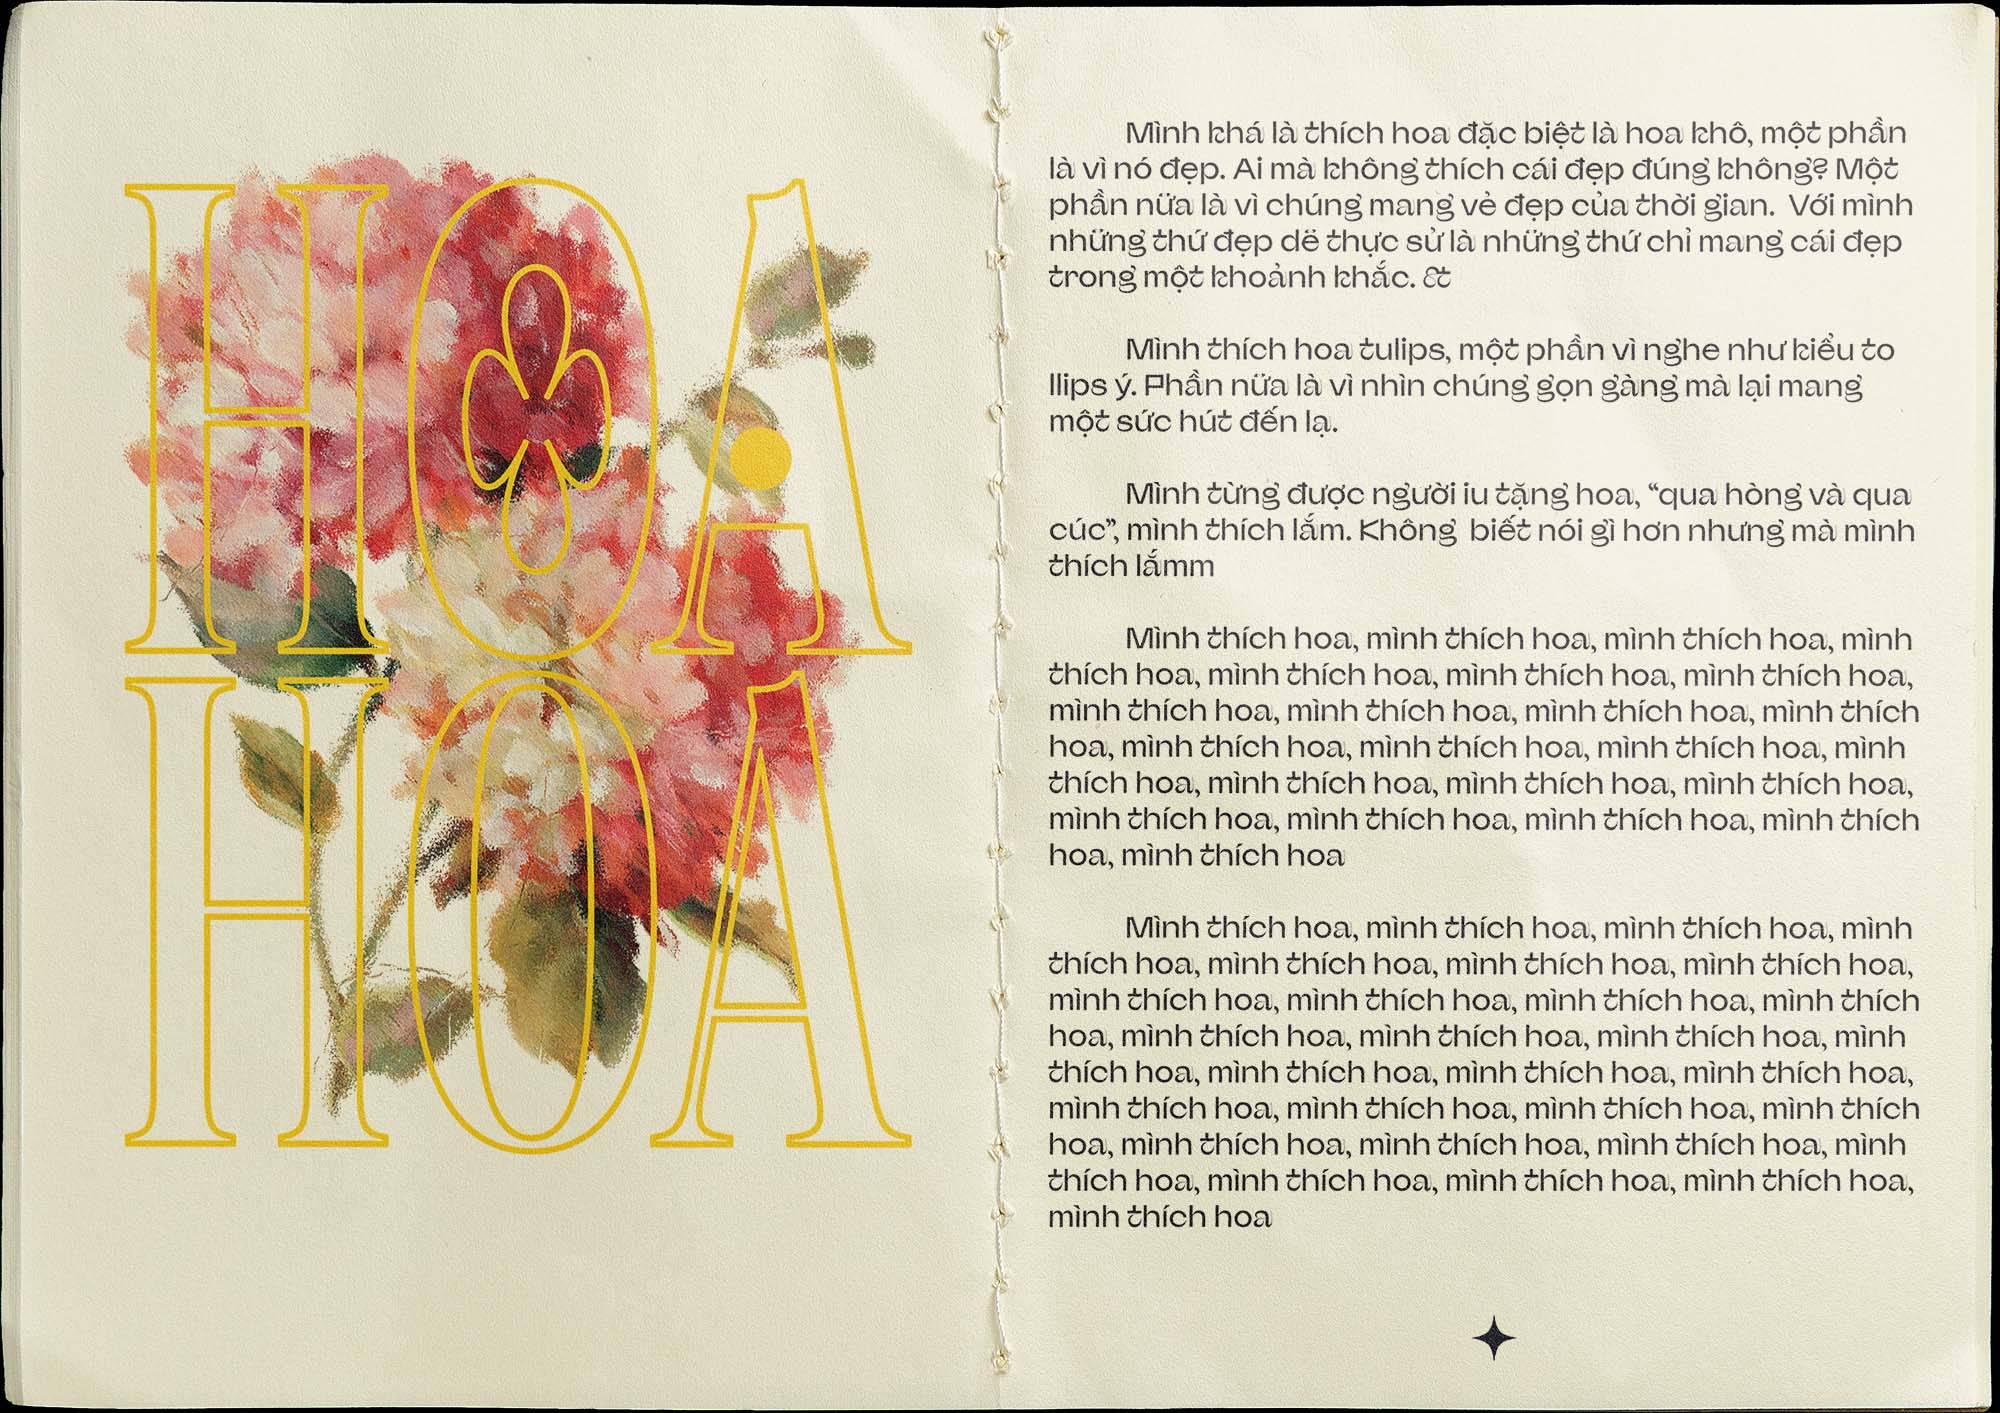 HOA
HOA
Mình khá là thích hoa đặc biệt là hoa khô, một phần
là vì nó đẹp. Ai mà không thích cái đẹp đúng không? Một
phần nữa là vì chúng mang vẻ đẹp của thời gian. Với mình
những thứ đẹp dẽ thực sử là những thứ chỉ mang cái đẹp
trong một khoảnh khắc. &
Mình thích hoa tulips, một phần vì nghe như kiểu to
llips ý. Phần nữa là vì nhìn chúng gọn gàng mà lại mang
một sức hút đến lạ.
Mình từng được người iu tặng hoa, “qua hòng và qua
cúc”, mình thích lắm. Không biết nói gì hơn nhưng mà mình
thích lắmm
Mình thích hoa, mình thích hoa, mình thích hoa, mình
thích hoa, mình thích hoa, mình thích hoa, mình thích hoa,
mình thích hoa, mình thích hoa, mình thích hoa, mình thích
hoa, mình thích hoa, mình thích hoa, mình thích hoa, mình
thích hoa, mình thích hoa, mình thích hoa, mình thích hoa,
mình thích hoa, mình thích hoa, mình thích hoa, mình thích
hoa, mình thích hoa
Mình thích hoa, mình thích hoa, mình thích hoa, mình
thích hoa, mình thích hoa, mình thích hoa, mình thích hoa,
mình thích hoa, mình thích hoa, mình thích hoa, mình thích
hoa, mình thích hoa, mình thích hoa, mình thích hoa, mình
thích hoa, mình thích hoa, mình thích hoa, mình thích hoa,
mình thích hoa, mình thích hoa, mình thích hoa, mình thích
hoa, mình thích hoa, mình thích hoa, mình thích hoa, mình
thích hoa, mình thích hoa, mình thích hoa, mình thích hoa,
mình thích hoa